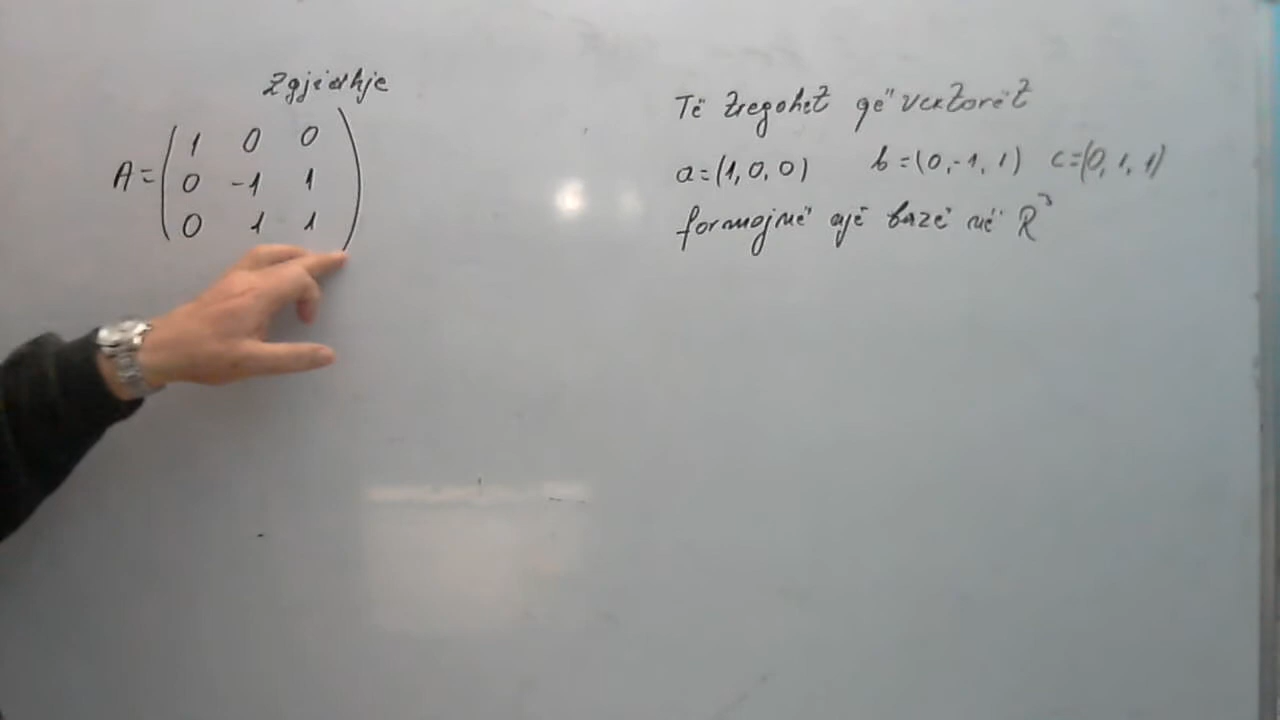 Zgjidhje
A = ( 1 0 0
0 -1 1
0 1 1 )
Të tregohet që vektorët
a=(1,0,0) b=(0,-1,1) c=(0,1,1)
formojnë një bazë në R³